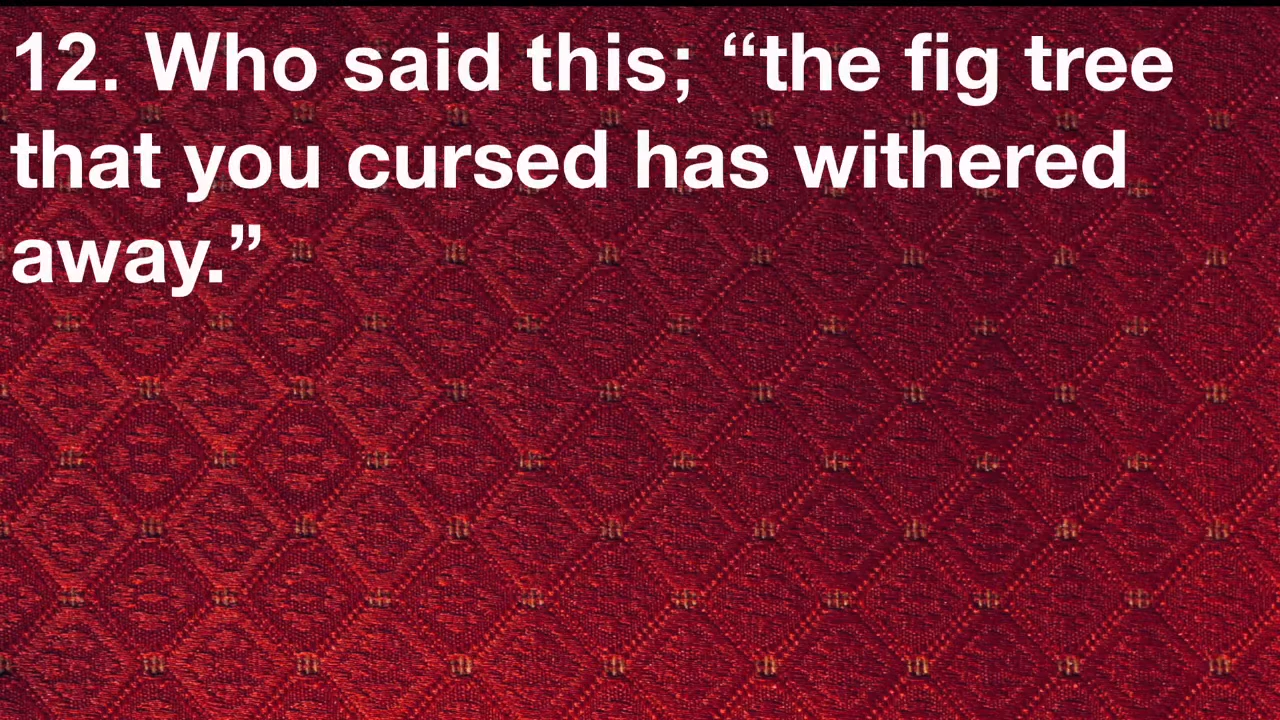 12. Who said this; “the fig tree
that you cursed has withered
away.”